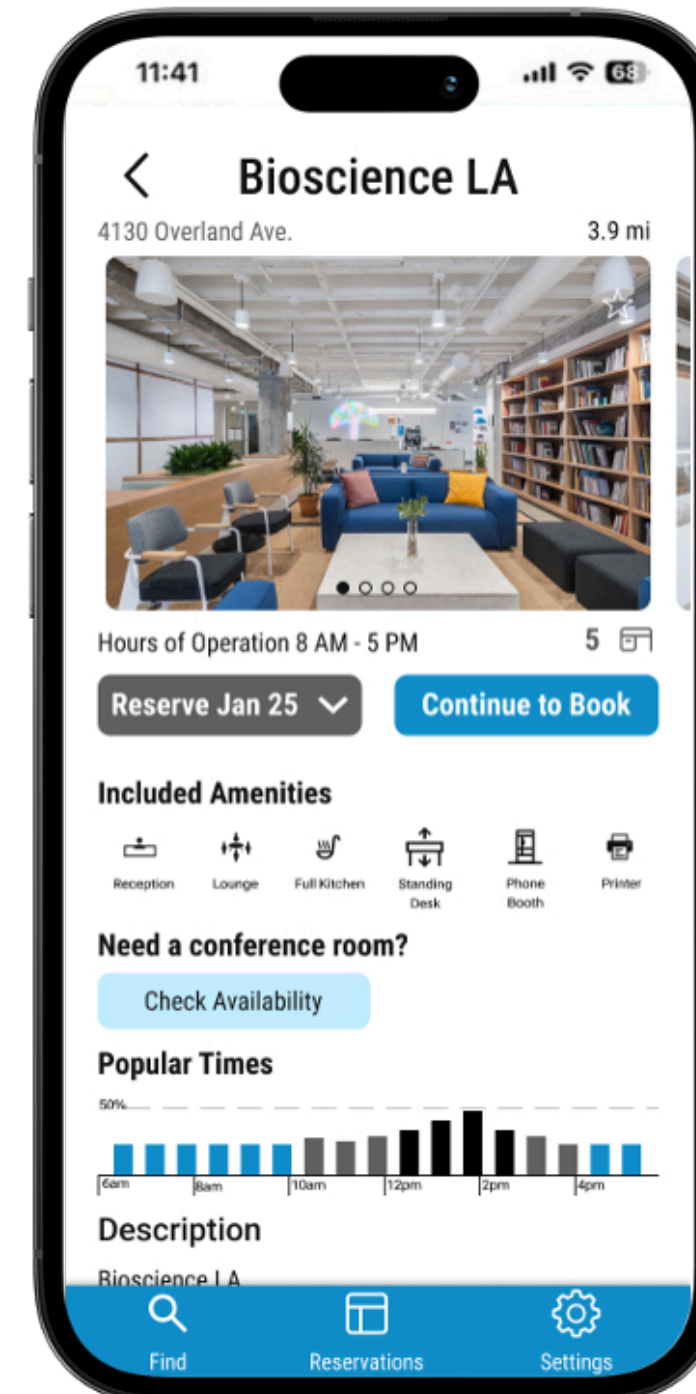 11:41
68
Bioscience LA
4130 Overland Ave.
3.9 mi
Hours of Operation 8 AM - 5 PM
5
Reserve Jan 25
Continue to Book
Included Amenities
Reception
Lounge
Full Kitchen
Standing
Desk
Phone
Booth
Printer
Need a conference room?
Check Availability
Popular Times
50%
6am
8am
10am
12pm
2pm
4pm
Description
Bioscience LA
Find
Reservations
Settings